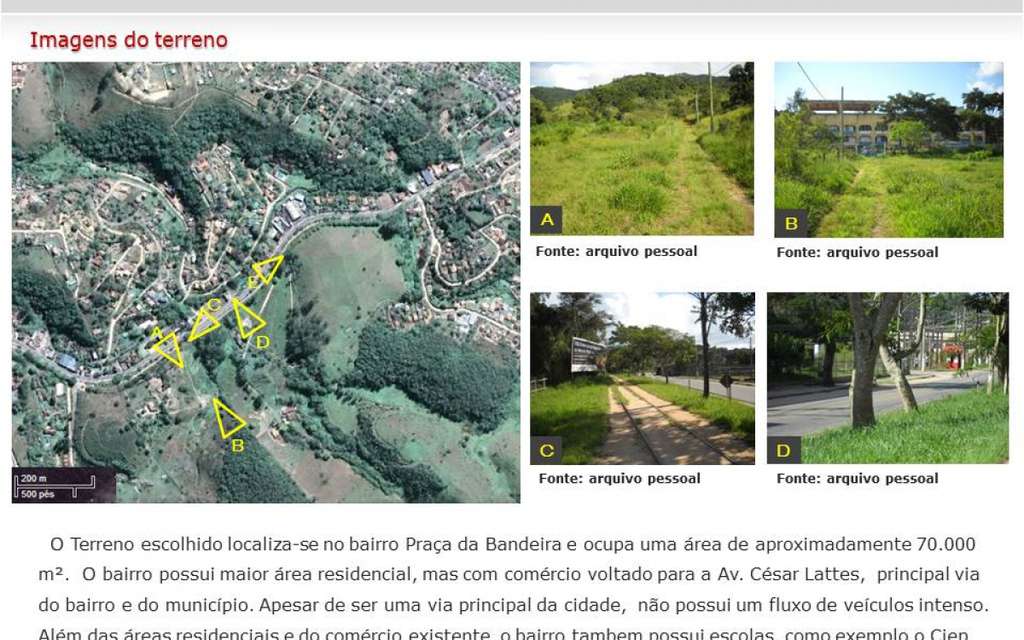 Imagens do terreno
A
B
C
D
E
A
B
C
D
200 m
500 pés
Fonte: arquivo pessoal
Fonte: arquivo pessoal
Fonte: arquivo pessoal
Fonte: arquivo pessoal
O Terreno escolhido localiza-se no bairro Praça da Bandeira e ocupa uma área de aproximadamente 70.000
m². O bairro possui maior área residencial, mas com comércio voltado para a Av. César Lattes, principal via
do bairro e do município. Apesar de ser uma via principal da cidade, não possui um fluxo de veículos intenso.
Além das áreas residenciais e do comércio existente, o bairro tambem possui escolas, como exemplo o Cien